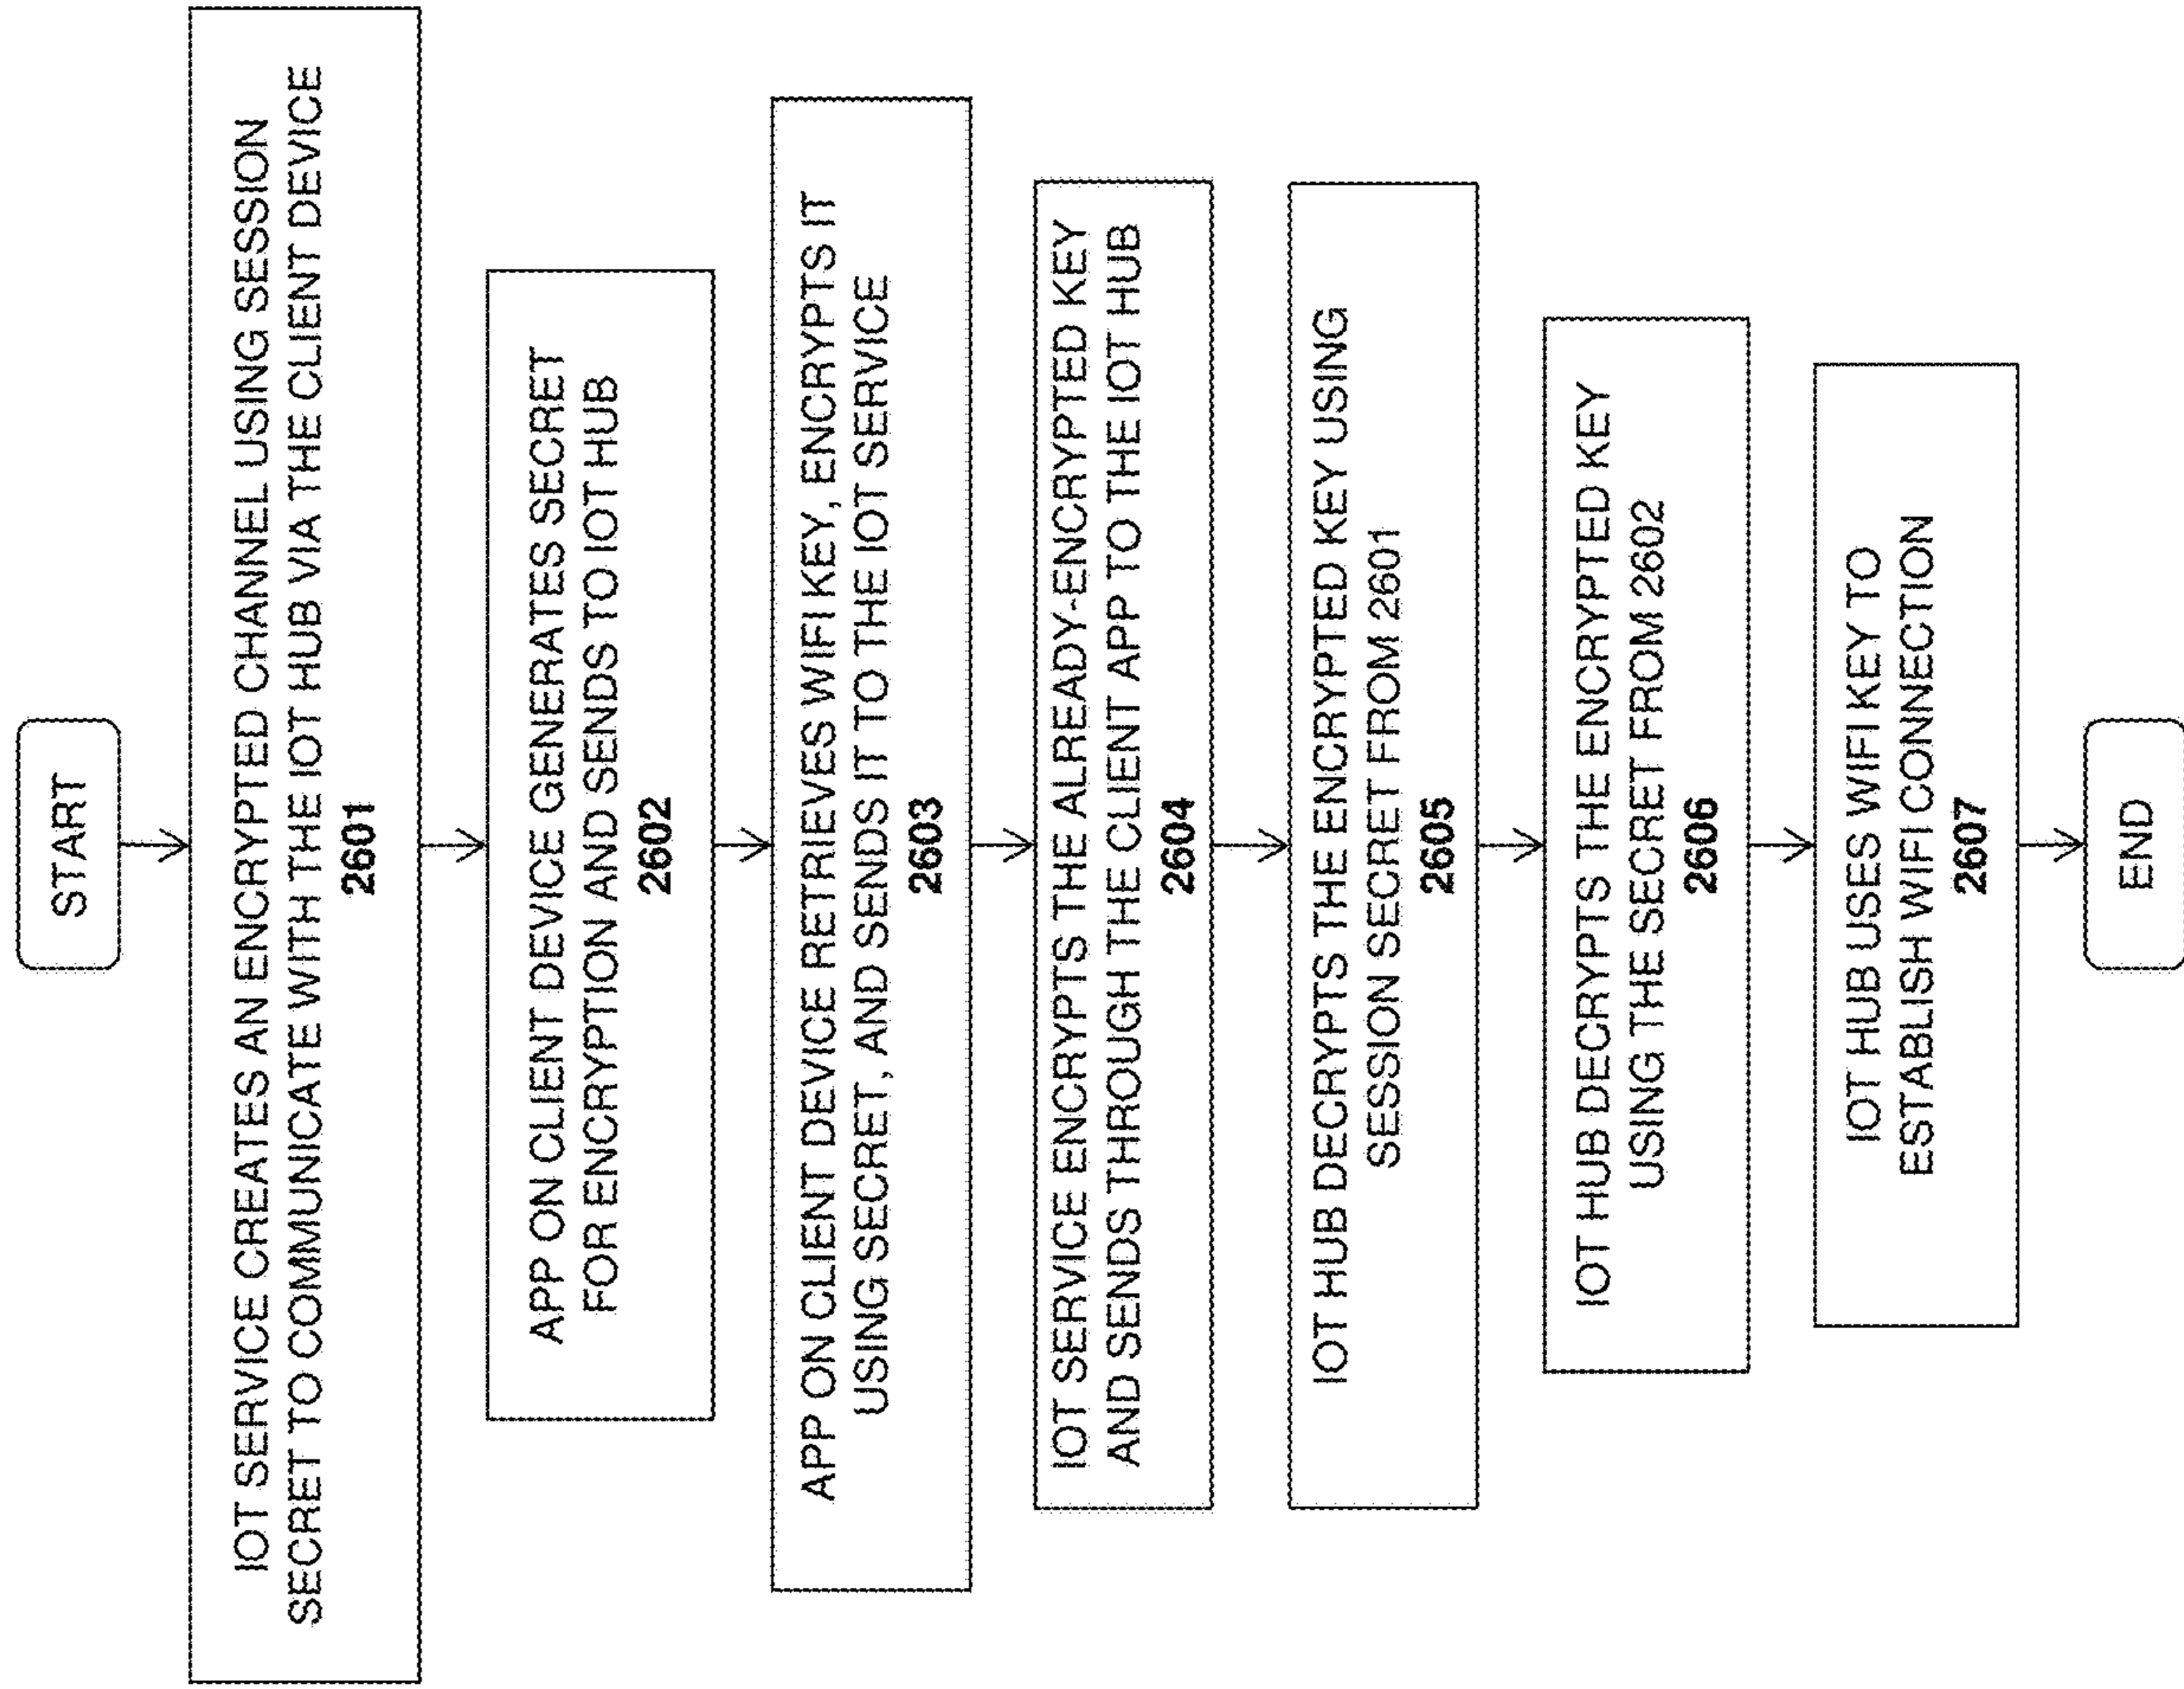 START
IOT SERVICE CREATES AN ENCRYPTED CHANNEL USING SESSION
SECRET TO COMMUNICATE WITH THE IOT HUB VIA THE CLIENT DEVICE
2601
APP ON CLIENT DEVICE GENERATES SECRET
FOR ENCRYPTION AND SENDS TO IOT HUB
2602
APP ON CLIENT DEVICE RETRIEVES WIFI KEY, ENCRYPTS IT
USING SECRET, AND SENDS IT TO THE IOT SERVICE
2603
IOT SERVICE ENCRYPTS THE ALREADY-ENCRYPTED KEY
AND SENDS THROUGH THE CLIENT APP TO THE IOT HUB
2604
IOT HUB DECRYPTS THE ENCRYPTED KEY USING
SESSION SECRET FROM 2601
2605
IOT HUB DECRYPTS THE ENCRYPTED KEY
USING THE SECRET FROM 2602
2606
IOT HUB USES WIFI KEY TO
ESTABLISH WIFI CONNECTION
2607
END